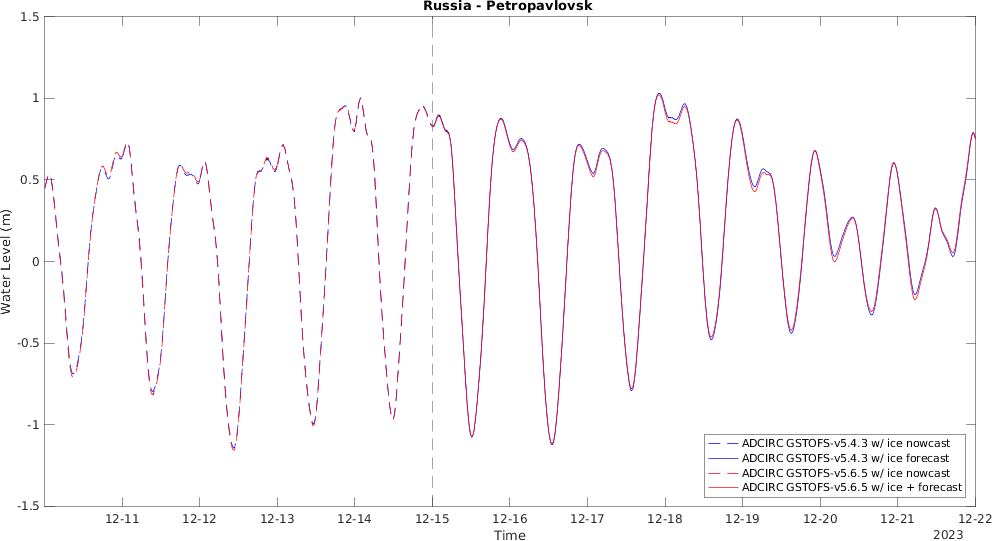 Russia - Petropavlovsk
1.5
1
0.5
0
-0.5
-1
-1.5
Water Level (m)
ADCIRC GSTOFS-v5.4.3 w/ ice nowcast
ADCIRC GSTOFS-v5.4.3 w/ ice forecast
ADCIRC GSTOFS-v5.6.5 w/ ice nowcast
ADCIRC GSTOFS-v5.6.5 w/ ice + forecast
12-11 12-12 12-13 12-14 12-15 12-16 12-17 12-18 12-19 12-20 12-21 12-22
Time
2023